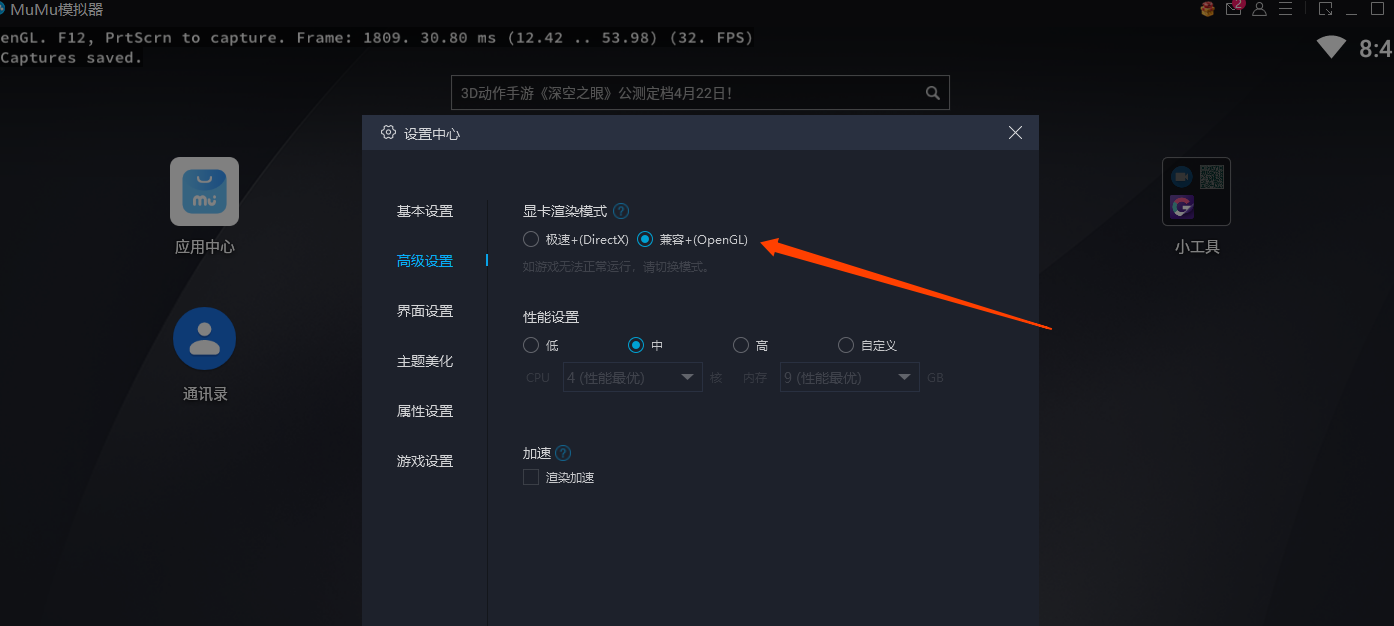 MuMu模拟器
2
enGL. F12, PrtScrn to capture. Frame: 1809. 30.80 ms (12.42 .. 53.98) (32. FPS)
Captures saved.
8:4
3D动作手游《深空之眼》公测定档4月22日!
设置中心
基本设置
高级设置
界面设置
主题美化
属性设置
游戏设置
显卡渲染模式 ?
极速+(DirectX) 兼容+(OpenGL)
如游戏无法正常运行，请切换模式。
性能设置
低 中 高 自定义
CPU 4 (性能最优) 核 内存 9 (性能最优) GB
加速 ?
渲染加速
mu
应用中心
通讯录
小工具